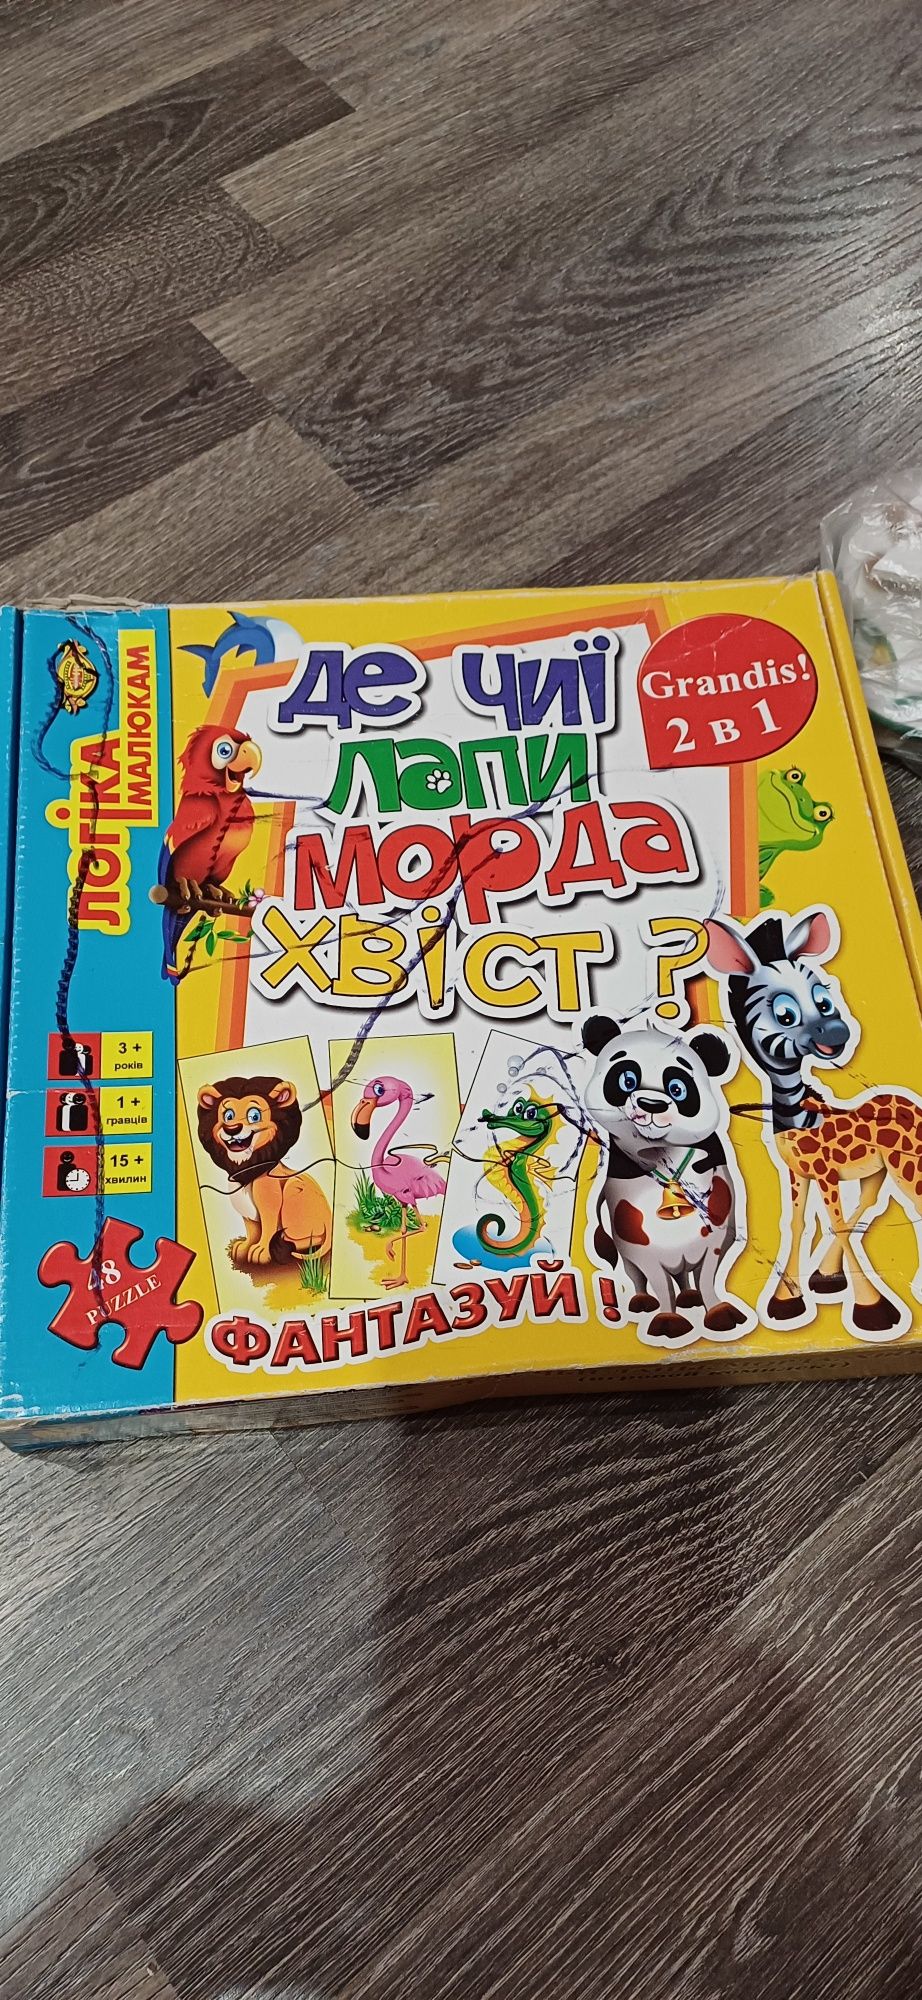 ДЕ ЧИЇ
ЛАПИ
МОРДА
ХВІСТ ?
Grandis!
2 в 1
ЛОГІКА
МАЛЮКАМ
3 +
років
1 +
гравців
15 +
хвилин
48
PUZZLE
ФАНТАЗУЙ !